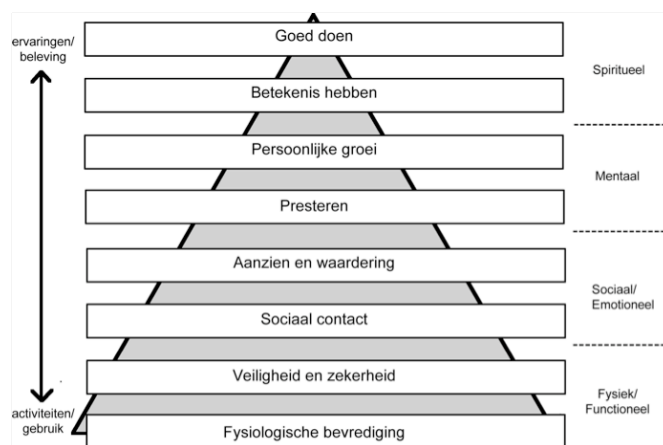 ervaringen/
beleving
Goed doen
Spiritueel
Betekenis hebben
Persoonlijke groei
Mentaal
Presteren
Aanzien en waardering
Sociaal/
Emotioneel
Sociaal contact
Veiligheid en zekerheid
Fysiek/
Functioneel
activiteiten/
gebruik
Fysiologische bevrediging